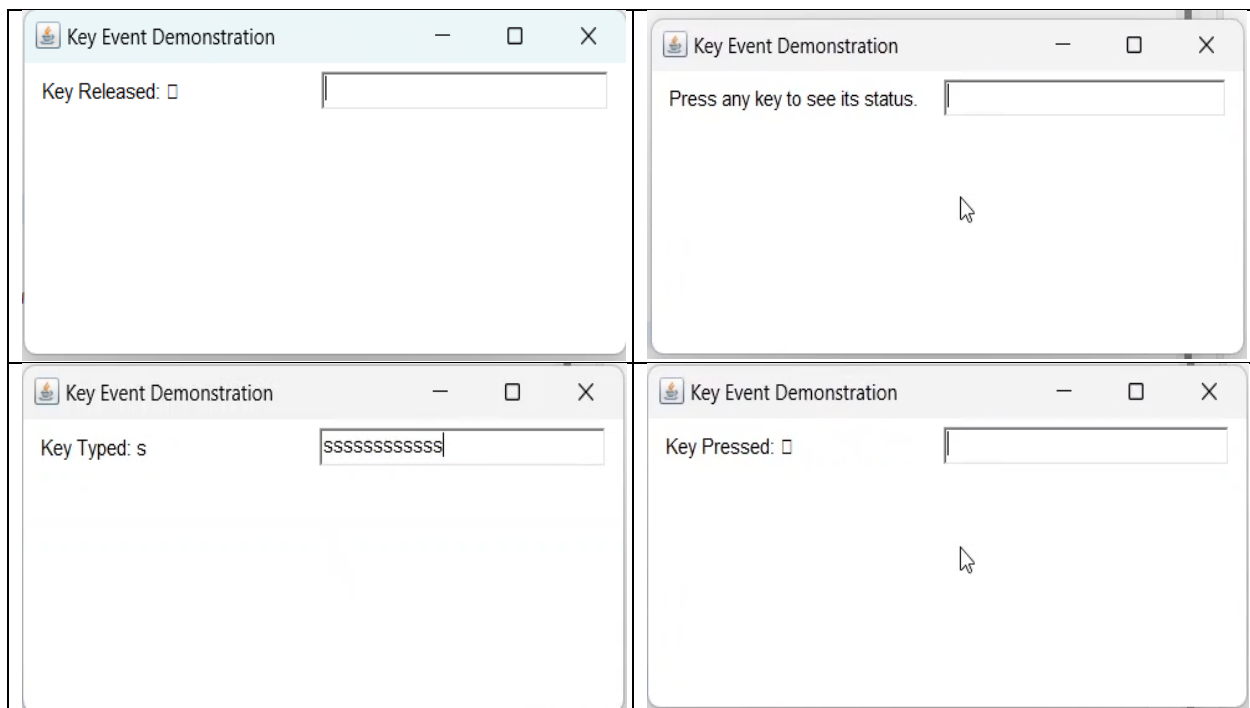 Key Event Demonstration
Key Released: □
Key Event Demonstration
Press any key to see its status.
Key Event Demonstration
Key Typed: s
ssssssssssss
Key Event Demonstration
Key Pressed: □